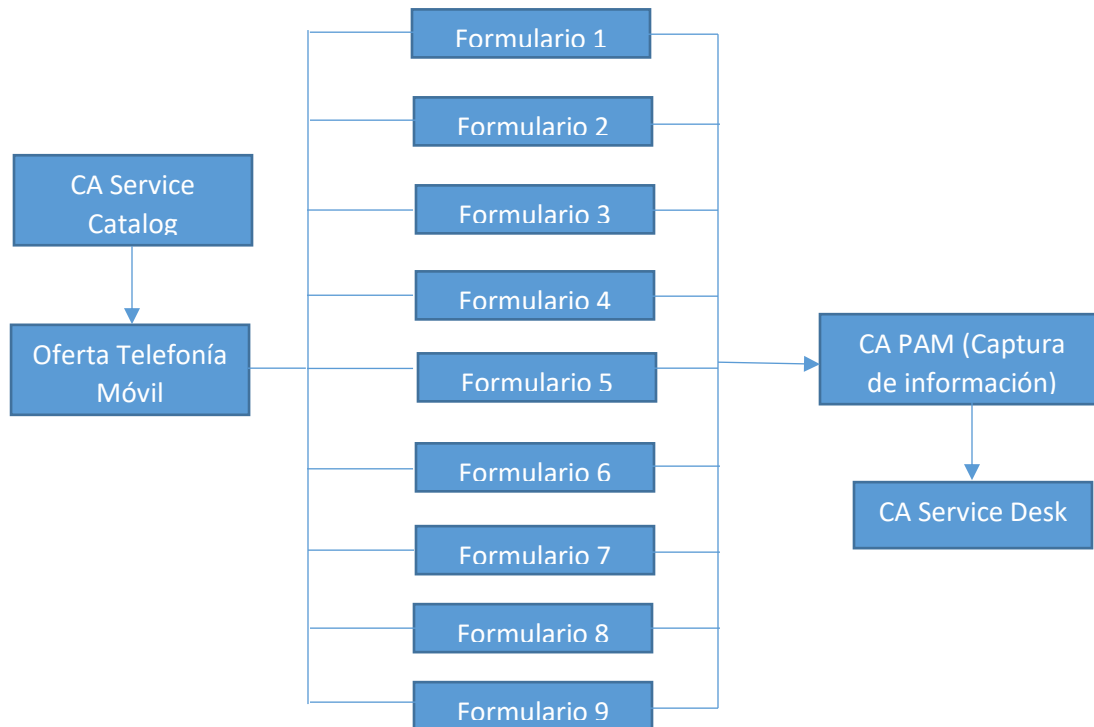 CA Service
Catalog
Oferta Telefonía
Móvil
Formulario 1
Formulario 2
Formulario 3
Formulario 4
Formulario 5
Formulario 6
Formulario 7
Formulario 8
Formulario 9
CA PAM (Captura
de información)
CA Service Desk